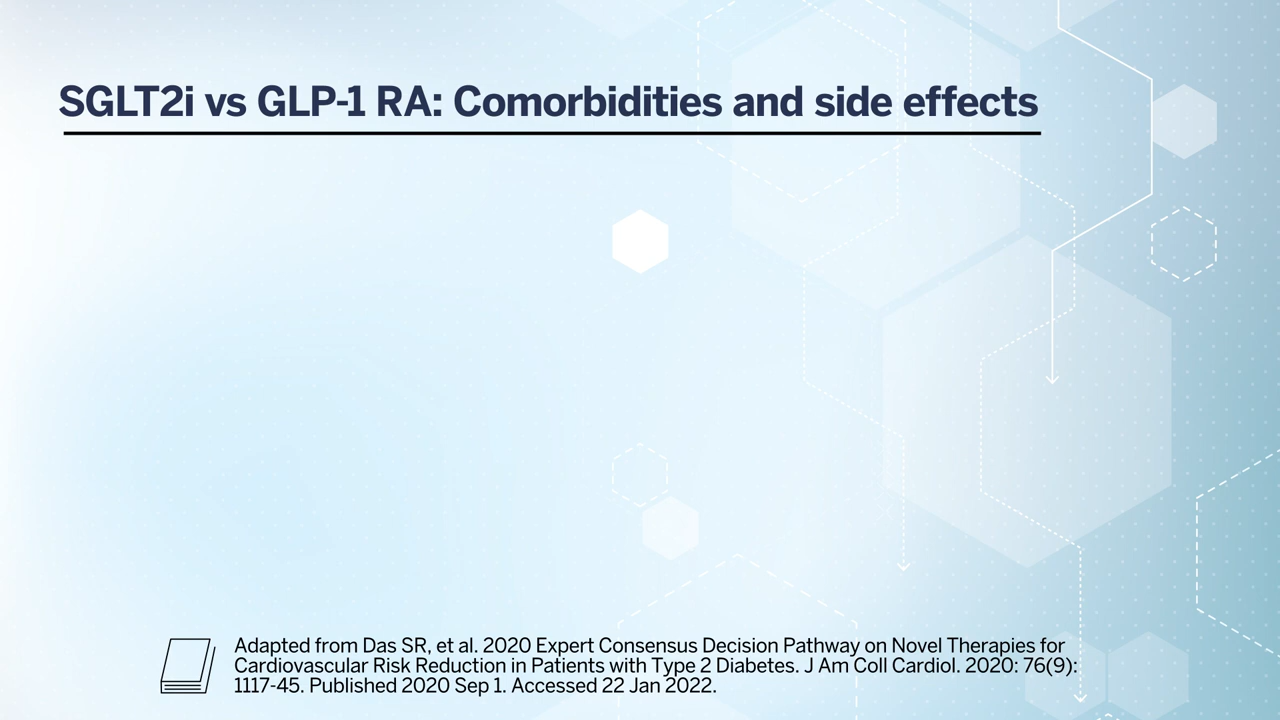 SGLT2i vs GLP-1 RA: Comorbidities and side effects
Adapted from Das SR, et al. 2020 Expert Consensus Decision Pathway on Novel Therapies for
Cardiovascular Risk Reduction in Patients with Type 2 Diabetes. J Am Coll Cardiol. 2020: 76(9):
1117-45. Published 2020 Sep 1. Accessed 22 Jan 2022.